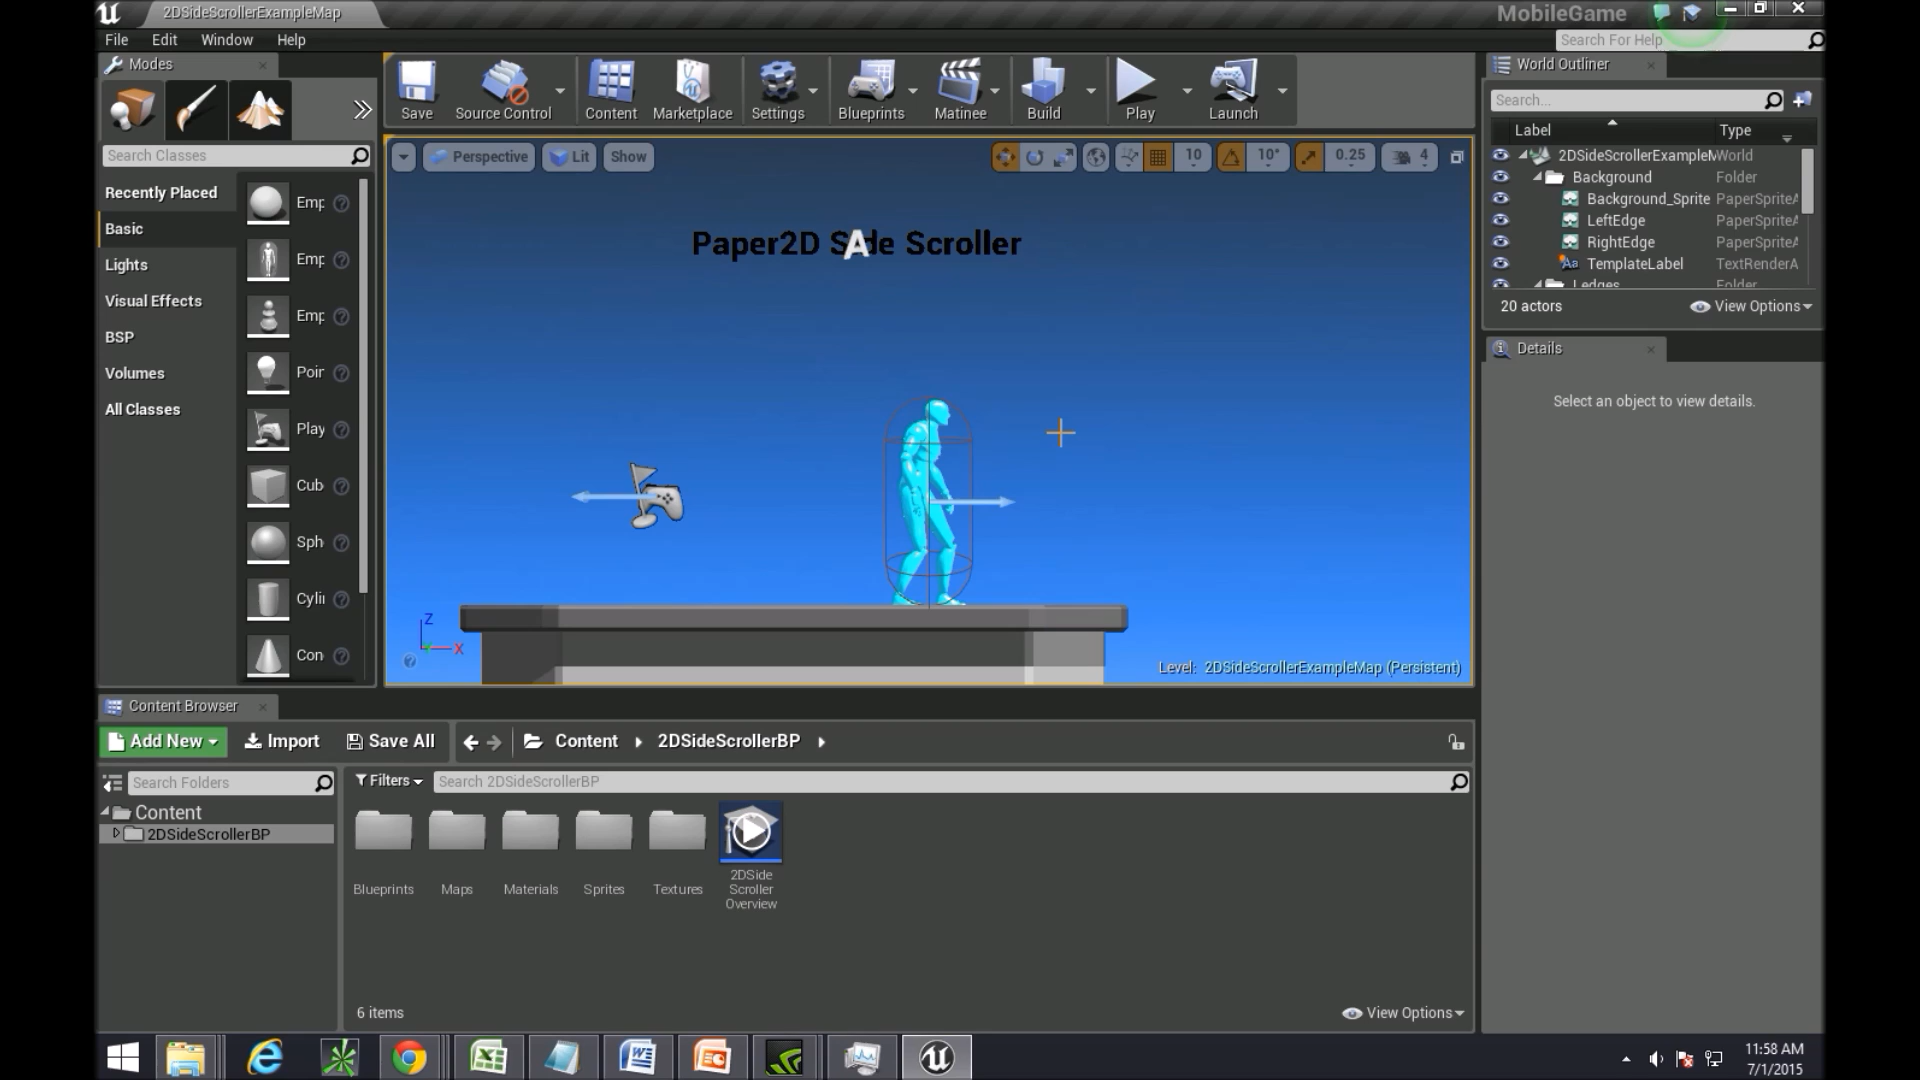 2DSideScrollerExampleMap
MobileGame
File Edit Window Help
Search For Help
Modes
Search Classes
Recently Placed
Basic
Lights
Visual Effects
BSP
Volumes
All Classes
Emp
Emp
Emp
Poin
Play
Cub
Sph
Cylin
Con
Save
Source Control
Content
Marketplace
Settings
Blueprints
Matinee
Build
Play
Launch
Perspective
Lit
Show
10
10°
0.25
4
Paper2D Side Scroller
A
Z
X
Level: 2DSideScrollerExampleMap (Persistent)
World Outliner
Search...
Label Type
2DSideScrollerExampleM World
Background Folder
Background_Sprite PaperSpriteA
LeftEdge PaperSpriteA
RightEdge PaperSpriteA
TemplateLabel TextRenderA
Ledges Folder
20 actors
View Options
Details
Select an object to view details.
Content Browser
Add New Import Save All Content 2DSideScrollerBP
Search Folders
Filters
Search 2DSideScrollerBP
Content
2DSideScrollerBP
Blueprints
Maps
Materials
Sprites
Textures
2DSide
Scroller
Overview
6 items
View Options
11:58 AM
7/1/2015